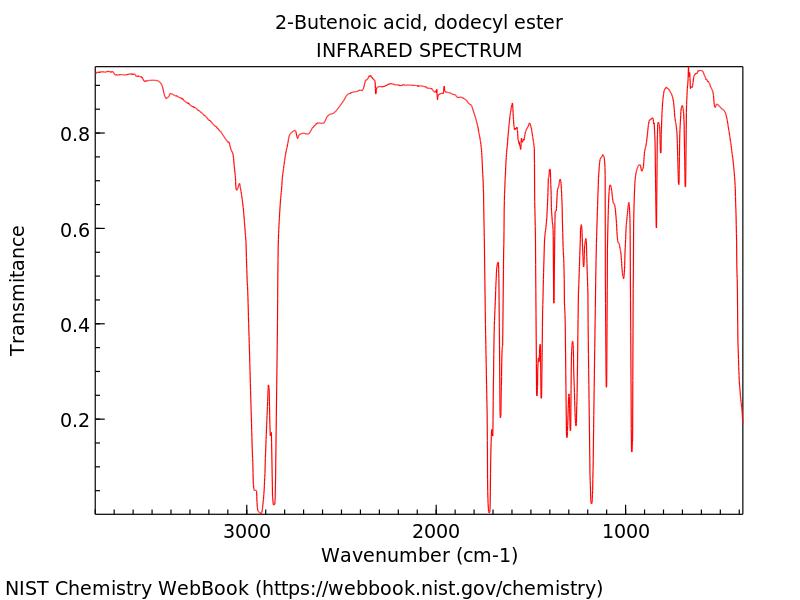 2-Butenoic acid, dodecyl ester
INFRARED SPECTRUM
0.8
0.6
0.4
0.2
Transmitance
3000 2000 1000
Wavenumber (cm-1)
NIST Chemistry WebBook (https://webbook.nist.gov/chemistry)